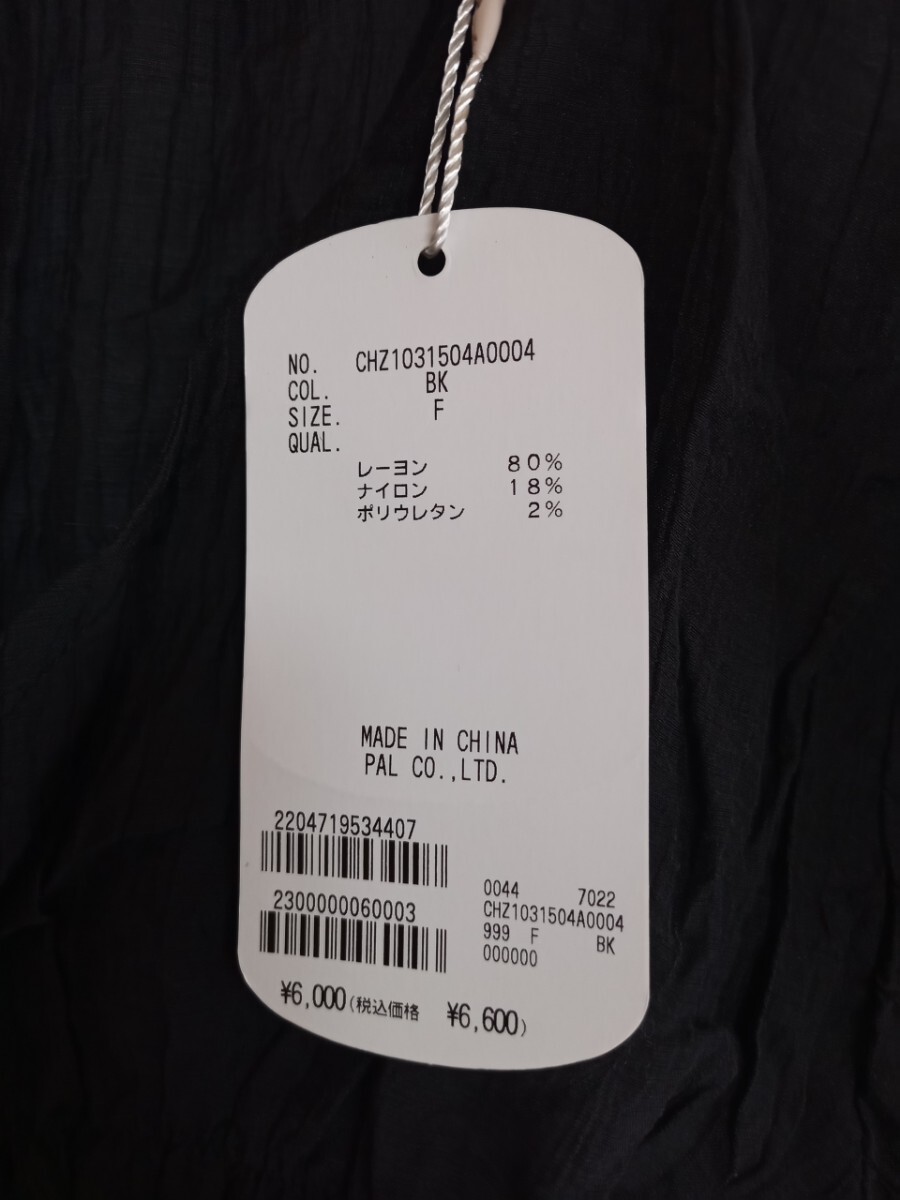 NO. CHZ1031504A0004
COL. BK
SIZE. F
QUAL.
レーヨン 80%
ナイロン 18%
ポリウレタン 2%
MADE IN CHINA
PAL CO.,LTD.
2204719534407
2300000060003
0044 7022
CHZ1031504A0004
999 F BK
000000
¥6,000(税込価格 ¥6,600)